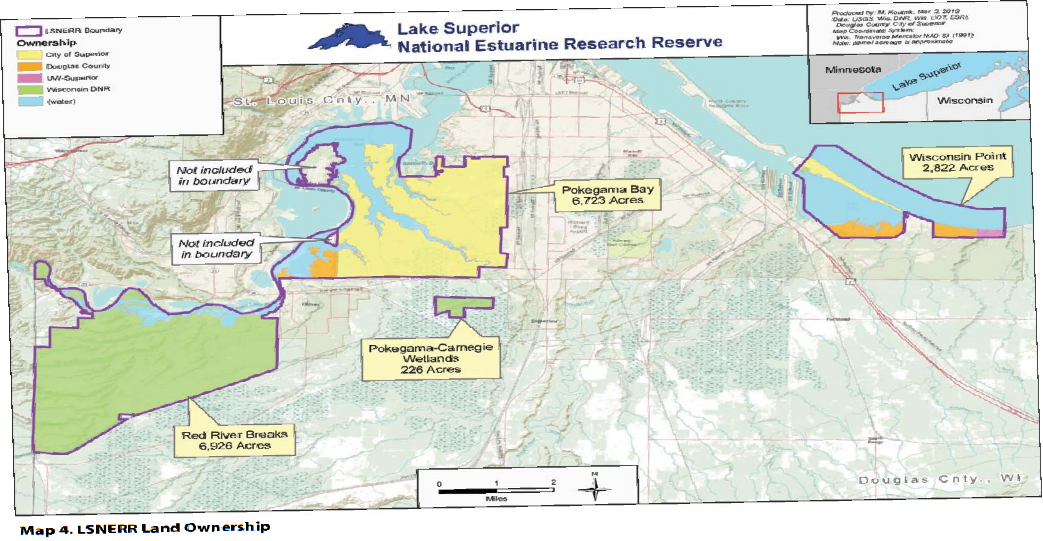 LSNERR Boundary
Ownership
City of Superior
Douglas County
UW-Superior
Wisconsin DNR
(water)
Lake Superior
National Estuarine Research Reserve
Produced by: M. Koutnik, Mar. 3, 2010
Data: USGS, Wis. DNR, Wis. DOT, ESRI,
Douglas County, City of Superior
Map Coordinate System:
Wis. Transverse Mercator NAD 83 (1991)
Note: parcel acreage is approximate
Minnesota
Lake Superior
Wisconsin
St. Louis Cnty., MN
Not included
in boundary
Pokegama Bay
6,723 Acres
Wisconsin Point
2,822 Acres
Not included
in boundary
Superior
Pokegama-Carnegie
Wetlands
226 Acres
Red River Breaks
6,926 Acres
Douglas Cnty., WI
N
0 1 2
Miles
Map 4. LSNERR Land Ownership